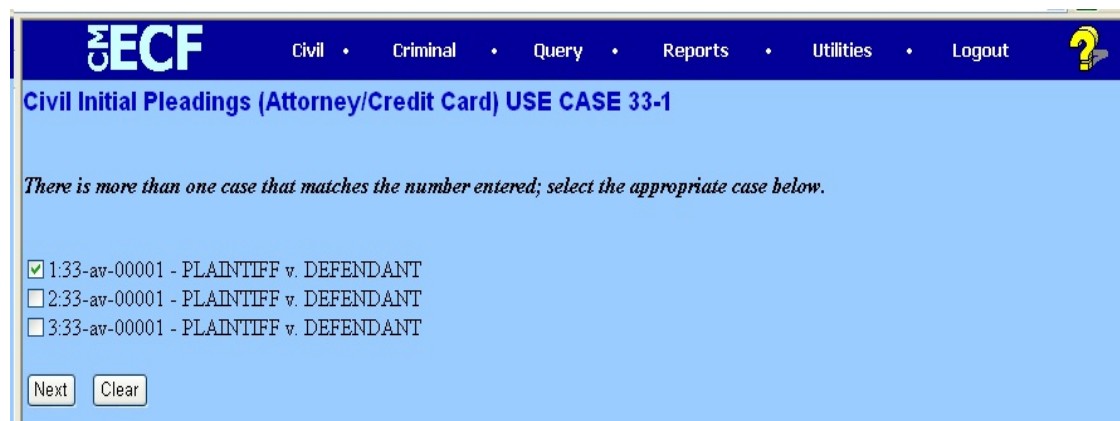 CM ECF Civil • Criminal • Query • Reports • Utilities • Logout ?
Civil Initial Pleadings (Attorney/Credit Card) USE CASE 33-1
There is more than one case that matches the number entered; select the appropriate case below.
1:33-av-00001 - PLAINTIFF v. DEFENDANT
2:33-av-00001 - PLAINTIFF v. DEFENDANT
3:33-av-00001 - PLAINTIFF v. DEFENDANT
Next Clear